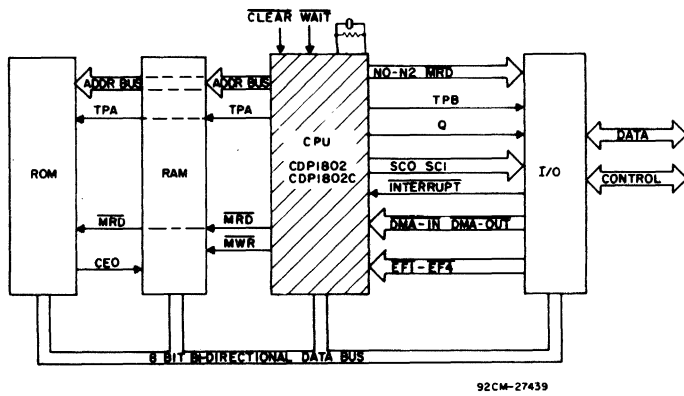 CLEAR WAIT
ADDR BUS
ADDR BUS
NO-N2 MRD
TPA
TPA
TPB
CPU
Q
CDP1802
CDP1802C
ROM
RAM
SCO SCI
I/O
DATA
INTERRUPT
CONTROL
MRD
MRD
DMA-IN DMA-OUT
MWR
CEO
EF1-EF4
8 BIT BI-DIRECTIONAL DATA BUS
92CM-27439